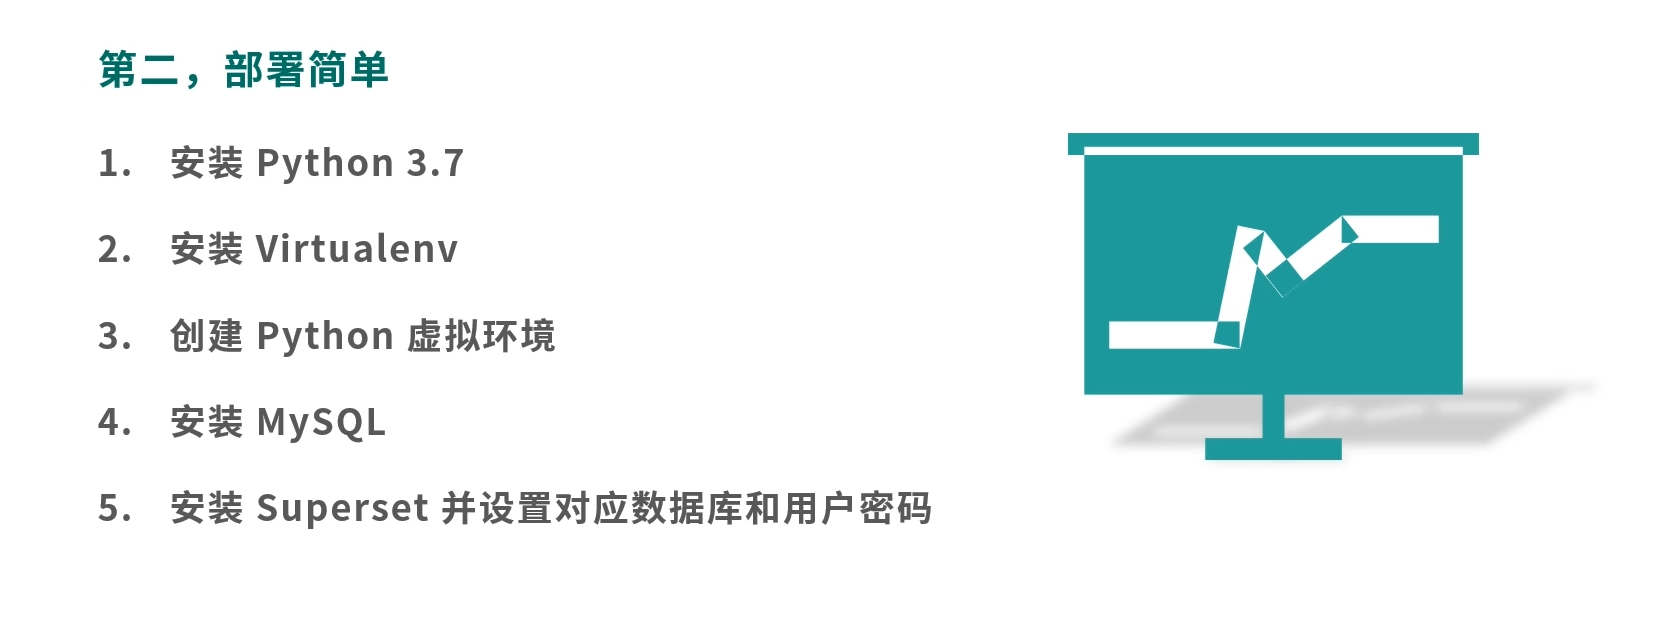 第二，部署简单
1. 安装 Python 3.7
2. 安装 Virtualenv
3. 创建 Python 虚拟环境
4. 安装 MySQL
5. 安装 Superset 并设置对应数据库和用户密码